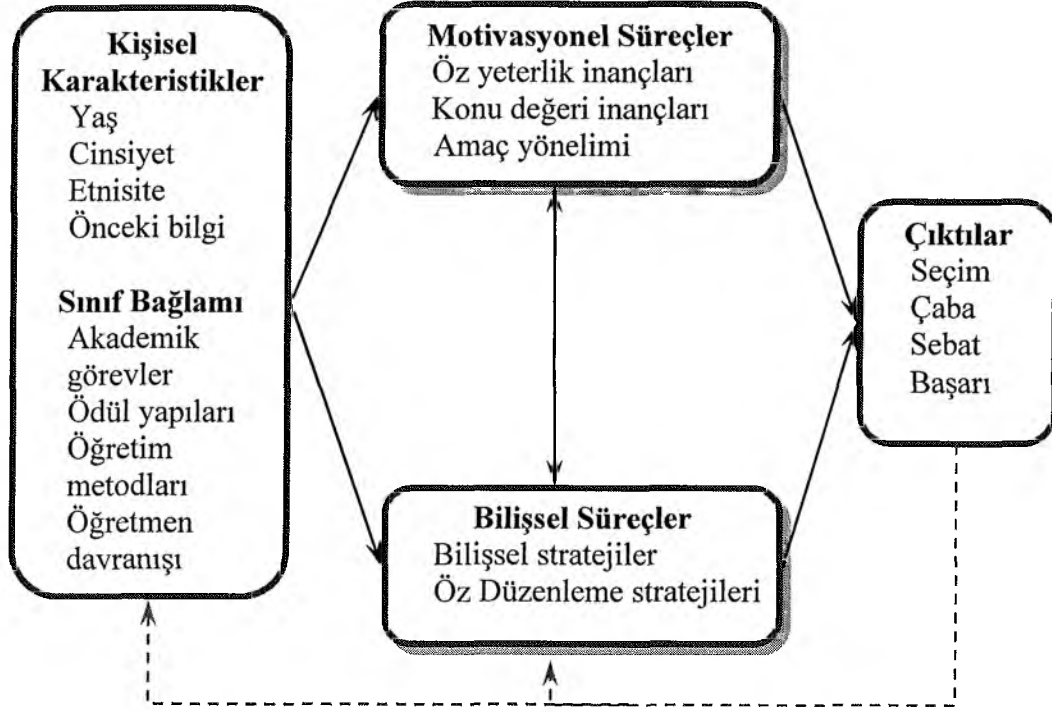 Kişisel
Karakteristikler
Yaş
Cinsiyet
Etnisite
Önceki bilgi
Sınıf Bağlamı
Akademik
görevler
Ödül yapıları
Öğretim
metodları
Öğretmen
davranışı
Motivasyonel Süreçler
Öz yeterlik inançları
Konu değeri inançları
Amaç yönelimi
Bilişsel Süreçler
Bilişsel stratejiler
Öz Düzenleme stratejileri
Çıktılar
Seçim
Çaba
Sebat
Başarı